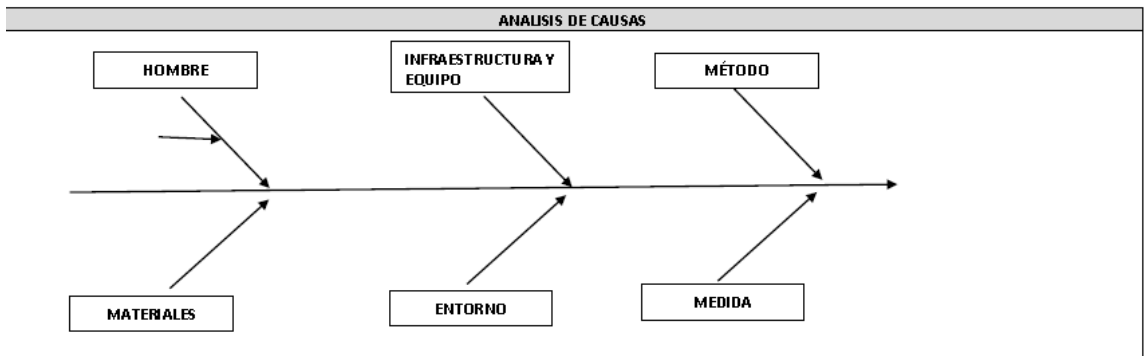 ANALISIS DE CAUSAS
HOMBRE
INFRAESTRUCTURA Y
EQUIPO
MÉTODO
MATERIALES
ENTORNO
MEDIDA